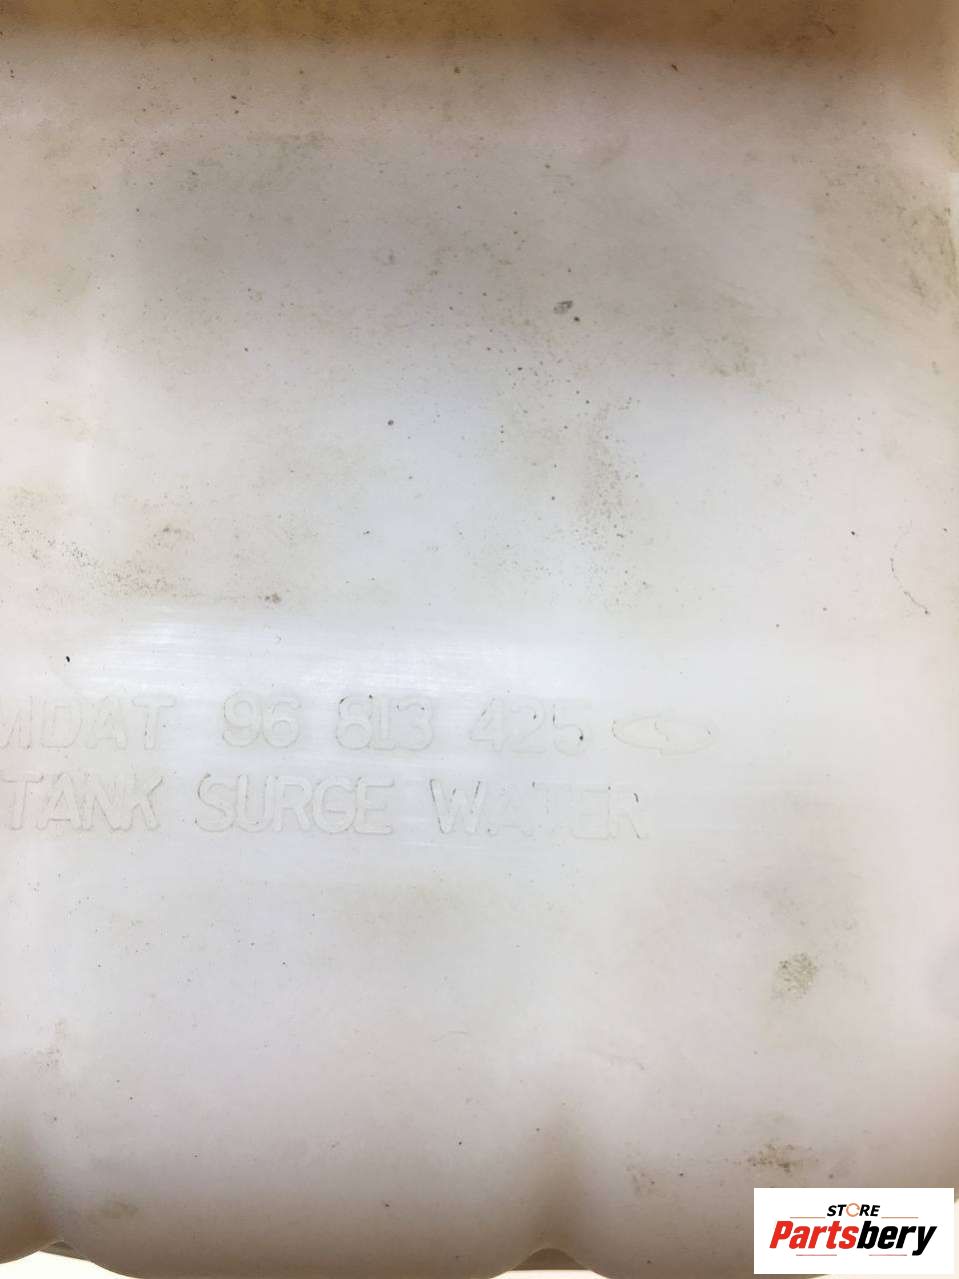 MDAT 96 813 425
TANK SURGE WATER
STORE
Partsbery